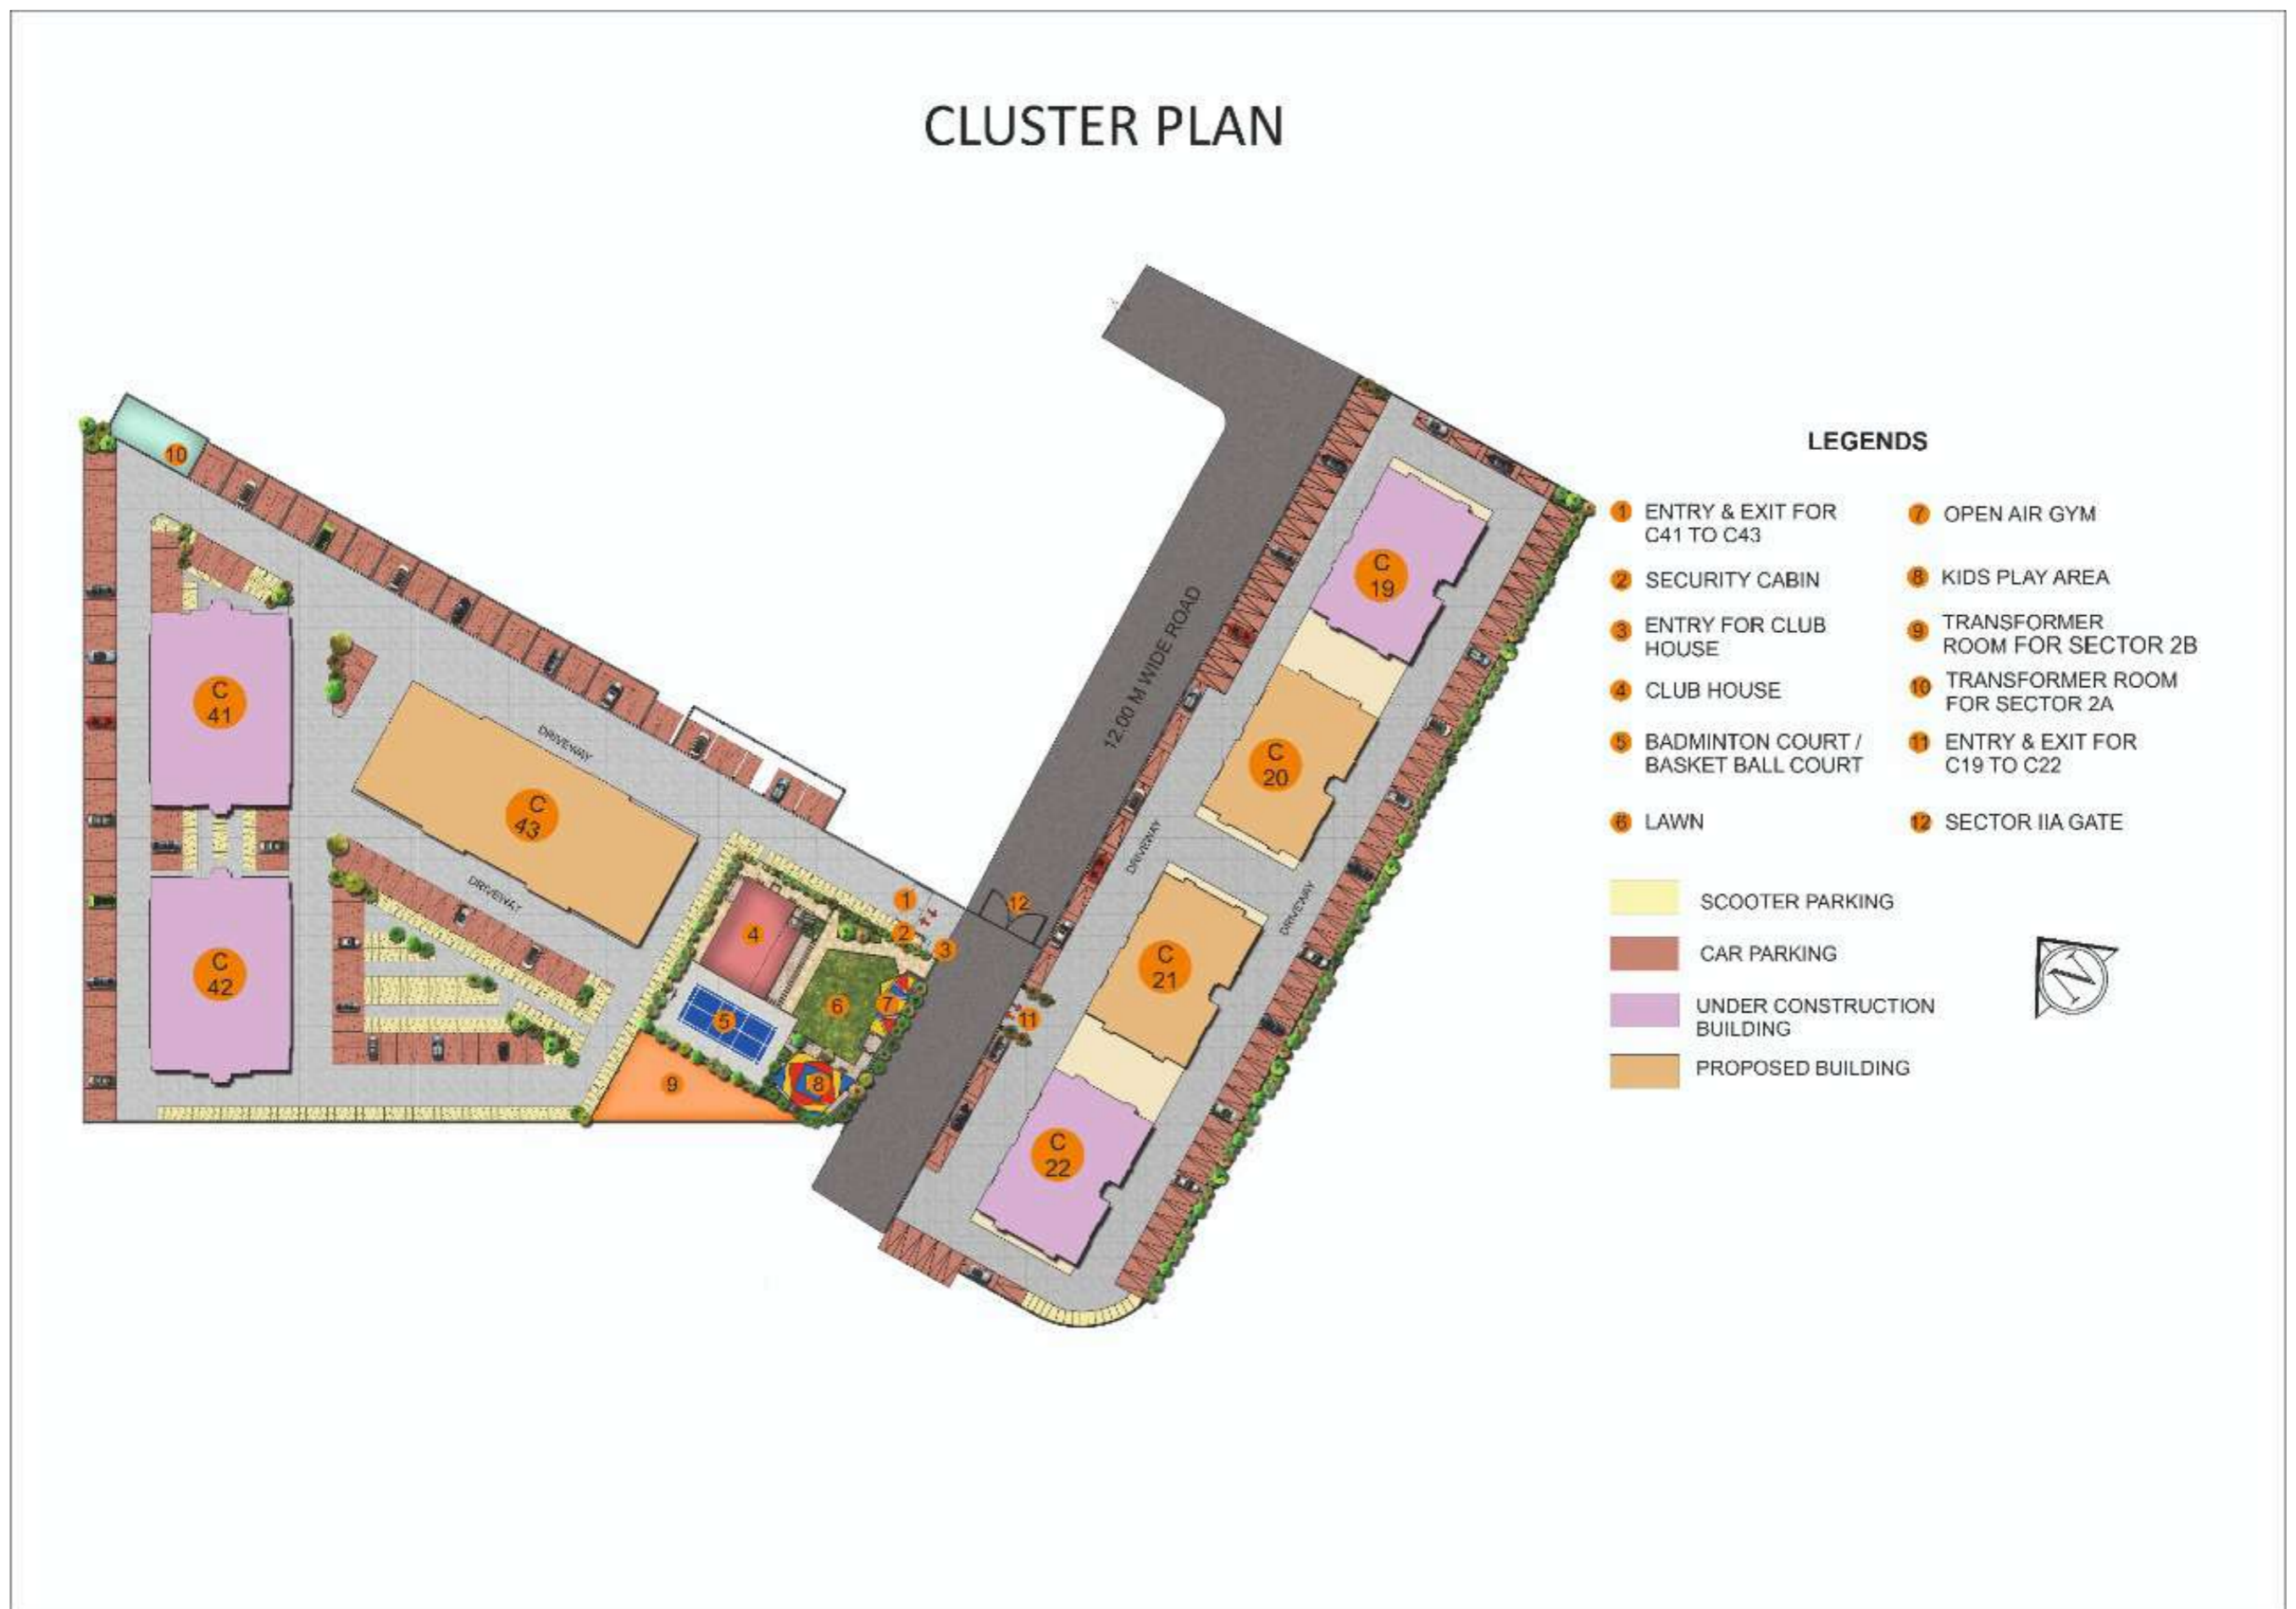 CLUSTER PLAN
10
C
41
C
42
C
43
DRIVEWAY
DRIVEWAY
1
2
3
4
5
6
7
8
9
12
11
12.00 M WIDE ROAD
C
19
C
20
C
21
C
22
DRIVEWAY
DRIVEWAY
LEGENDS
1 ENTRY & EXIT FOR
C41 TO C43
2 SECURITY CABIN
3 ENTRY FOR CLUB
HOUSE
4 CLUB HOUSE
5 BADMINTON COURT /
BASKET BALL COURT
6 LAWN
7 OPEN AIR GYM
8 KIDS PLAY AREA
9 TRANSFORMER
ROOM FOR SECTOR 2B
10 TRANSFORMER ROOM
FOR SECTOR 2A
11 ENTRY & EXIT FOR
C19 TO C22
12 SECTOR IIA GATE
SCOOTER PARKING
CAR PARKING
UNDER CONSTRUCTION
BUILDING
PROPOSED BUILDING
N